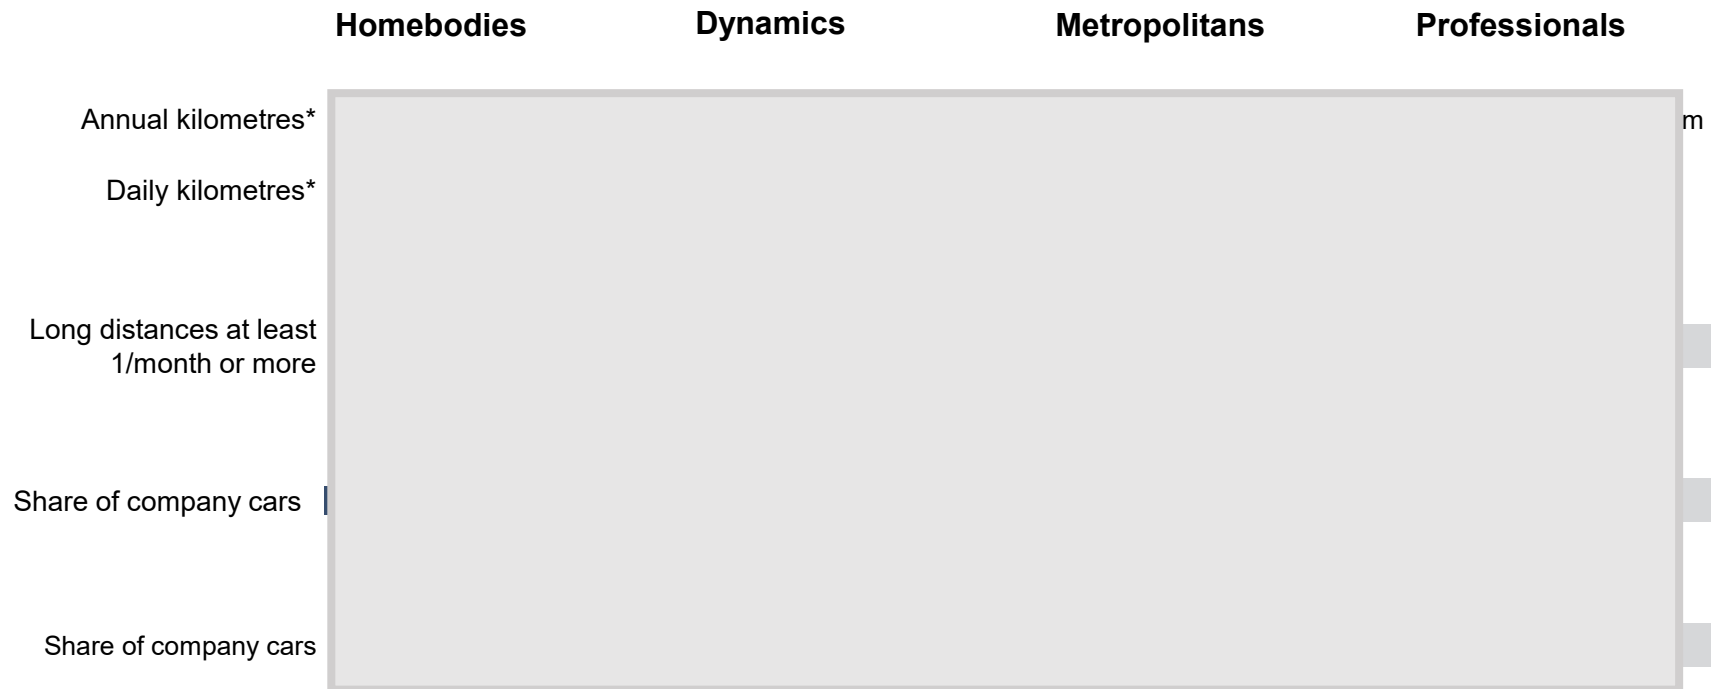 Homebodies Dynamics Metropolitans Professionals
Annual kilometres* m
Daily kilometres*
Long distances at least
1/month or more
Share of company cars
Share of company cars